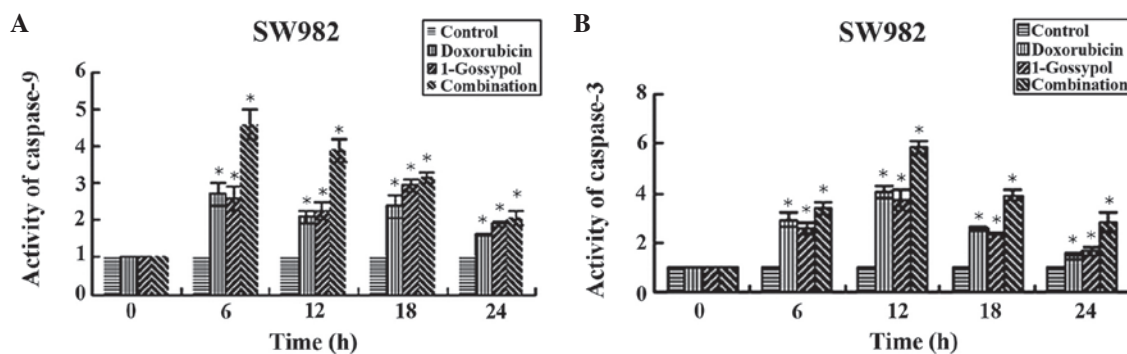 A
SW982
Control
Doxorubicin
1-Gossypol
Combination
Activity of caspase-9
6
5
4
3
2
1
0
* * *
* * *
* * *
* * *
0 6 12 18 24
Time (h)
B
SW982
Control
Doxorubicin
1-Gossypol
Combination
Activity of caspase-3
8
6
4
2
0
* * *
* * *
* * *
* * *
0 6 12 18 24
Time (h)